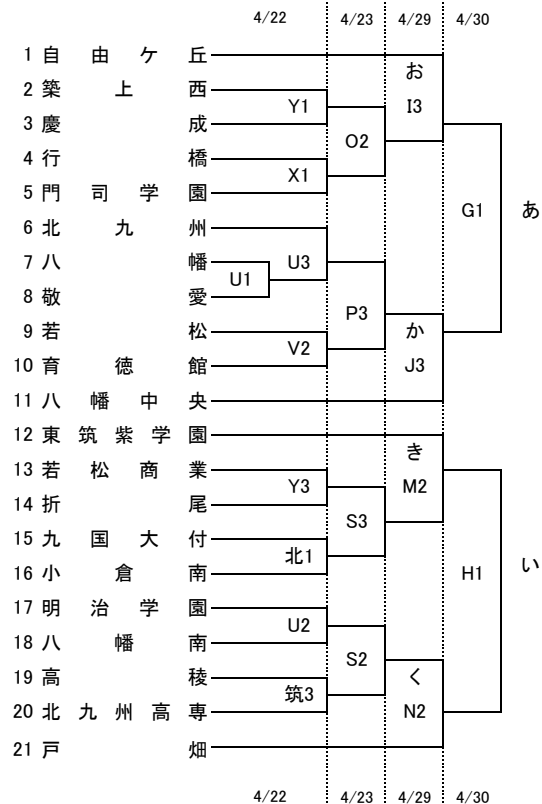 4/22 4/23 4/29 4/30
1 自由ケ丘
お
2 築上西
Y1 I3
3 慶成
O2
4 行橋
X1
5 門司学園
G1 あ
6 北九州
7 八幡
U1 U3
8 敬愛
P3
9 若松
か
V2
10 育徳館
J3
11 八幡中央
12 東筑紫学園
き
13 若松商業
Y3 M2
14 折尾
S3
15 九国大付
北1
16 小倉南
H1 い
17 明治学園
U2
18 八幡南
S2
19 高稜
く
筑3
20 北九州高専
N2
21 戸畑
4/22 4/23 4/29 4/30